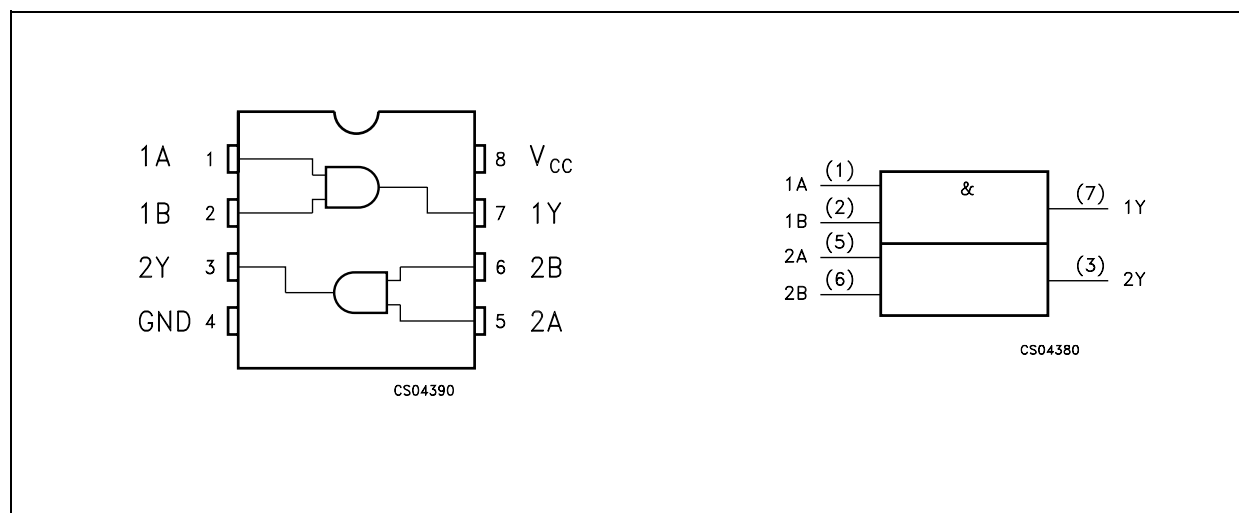 1A 1 8 VCC
1B 2 7 1Y
2Y 3 6 2B
GND 4 5 2A
CS04390
&
1A (1) (7) 1Y
1B (2)
2A (5)
2B (6) (3) 2Y
CS04380